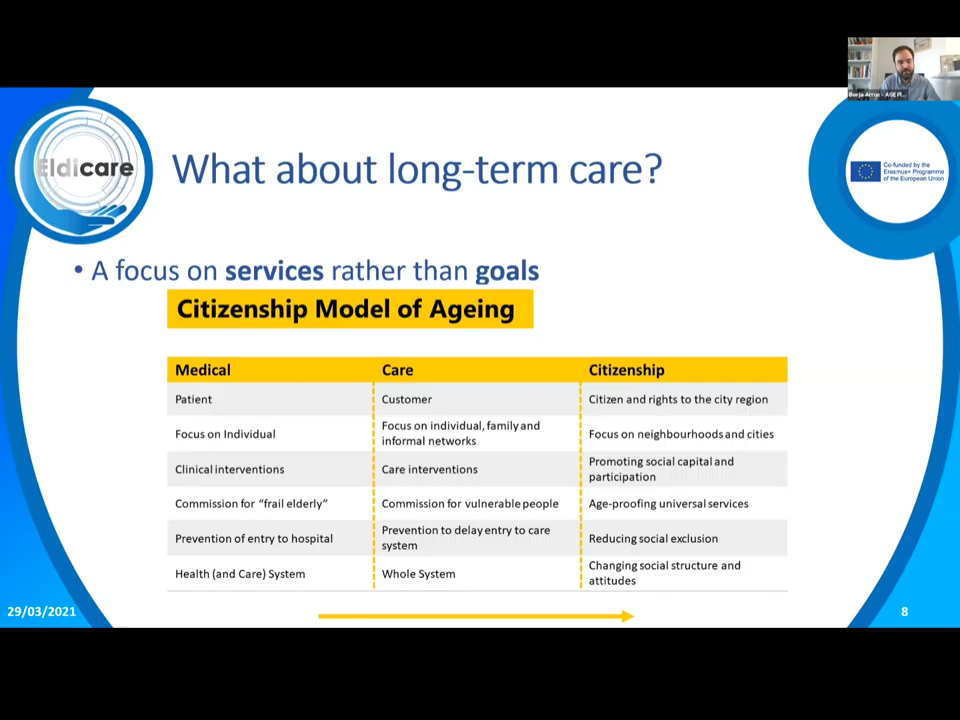 Borja Arrue - AGE Pl...
Eldicare
What about long-term care?
Co-funded by the
Erasmus+ Programme
of the European Union
• A focus on services rather than goals
Citizenship Model of Ageing
Medical Care Citizenship
Patient Customer Citizen and rights to the city region
Focus on Individual Focus on individual, family and informal networks Focus on neighbourhoods and cities
Clinical interventions Care interventions Promoting social capital and participation
Commission for “frail elderly” Commission for vulnerable people Age-proofing universal services
Prevention of entry to hospital Prevention to delay entry to care system Reducing social exclusion
Health (and Care) System Whole System Changing social structure and attitudes
29/03/2021
8